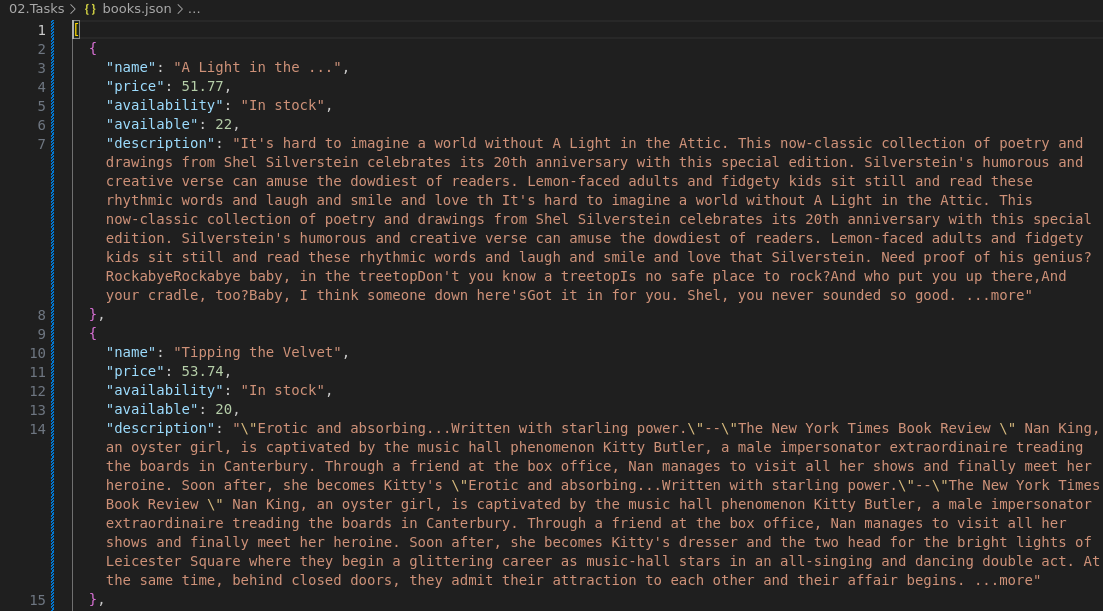 02.Tasks > {} books.json > ...
1 [
2 {
3 "name": "A Light in the ...",
4 "price": 51.77,
5 "availability": "In stock",
6 "available": 22,
7 "description": "It's hard to imagine a world without A Light in the Attic. This now-classic collection of poetry and
drawings from Shel Silverstein celebrates its 20th anniversary with this special edition. Silverstein's humorous and
creative verse can amuse the dowdiest of readers. Lemon-faced adults and fidgety kids sit still and read these
rhythmic words and laugh and smile and love th It's hard to imagine a world without A Light in the Attic. This
now-classic collection of poetry and drawings from Shel Silverstein celebrates its 20th anniversary with this special
edition. Silverstein's humorous and creative verse can amuse the dowdiest of readers. Lemon-faced adults and fidgety
kids sit still and read these rhythmic words and laugh and smile and love that Silverstein. Need proof of his genius?
RockabyeRockabye baby, in the treetopDon't you know a treetopIs no safe place to rock?And who put you up there,And
your cradle, too?Baby, I think someone down here'sGot it in for you. Shel, you never sounded so good. ...more"
8 },
9 {
10 "name": "Tipping the Velvet",
11 "price": 53.74,
12 "availability": "In stock",
13 "available": 20,
14 "description": "\"Erotic and absorbing...Written with starling power.\"--\"The New York Times Book Review \" Nan King,
an oyster girl, is captivated by the music hall phenomenon Kitty Butler, a male impersonator extraordinaire treading
the boards in Canterbury. Through a friend at the box office, Nan manages to visit all her shows and finally meet her
heroine. Soon after, she becomes Kitty's \"Erotic and absorbing...Written with starling power.\"--\"The New York Times
Book Review \" Nan King, an oyster girl, is captivated by the music hall phenomenon Kitty Butler, a male impersonator
extraordinaire treading the boards in Canterbury. Through a friend at the box office, Nan manages to visit all her
shows and finally meet her heroine. Soon after, she becomes Kitty's dresser and the two head for the bright lights of
Leicester Square where they begin a glittering career as music-hall stars in an all-singing and dancing double act. At
the same time, behind closed doors, they admit their attraction to each other and their affair begins. ...more"
15 },